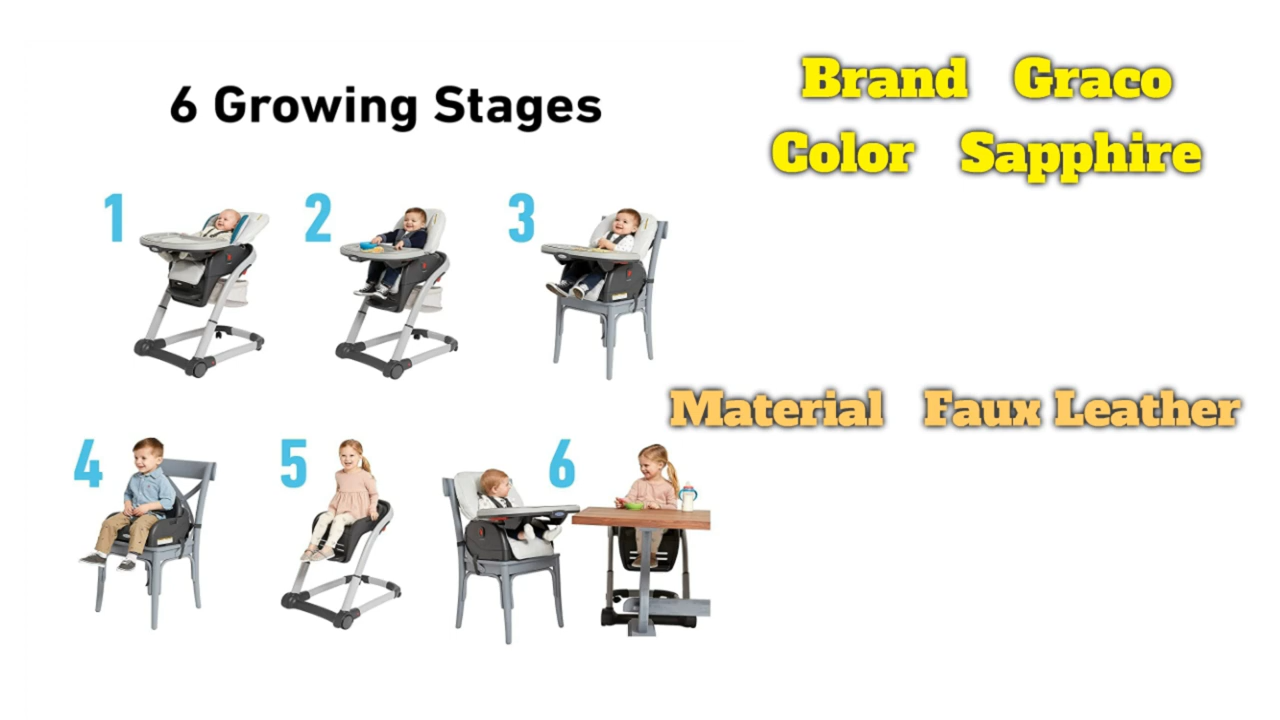 6 Growing Stages
Brand Graco
Color Sapphire
1 2 3
Material Faux Leather
4 5 6